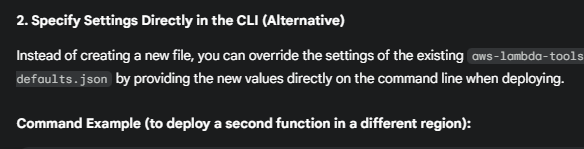 2. Specify Settings Directly in the CLI (Alternative)
Instead of creating a new file, you can override the settings of the existing aws-lambda-tools
defaults.json by providing the new values directly on the command line when deploying.
Command Example (to deploy a second function in a different region):